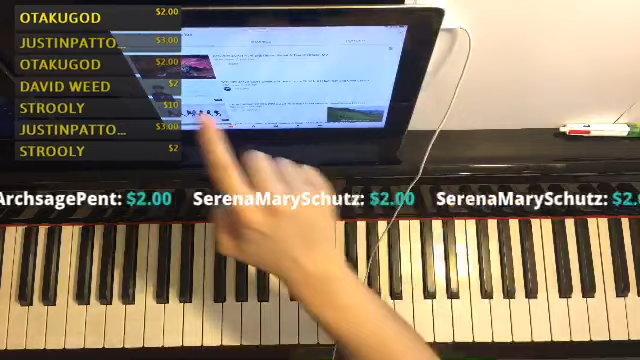 OTAKUGOD $2.00
JUSTINPATTO... $3.00
OTAKUGOD $2.00
DAVID WEED $2
STROOLY $10
JUSTINPATTO... $3.00
STROOLY $2
ArchsagePent: $2.00 SerenaMarySchutz: $2.00 SerenaMarySchutz: $2.0